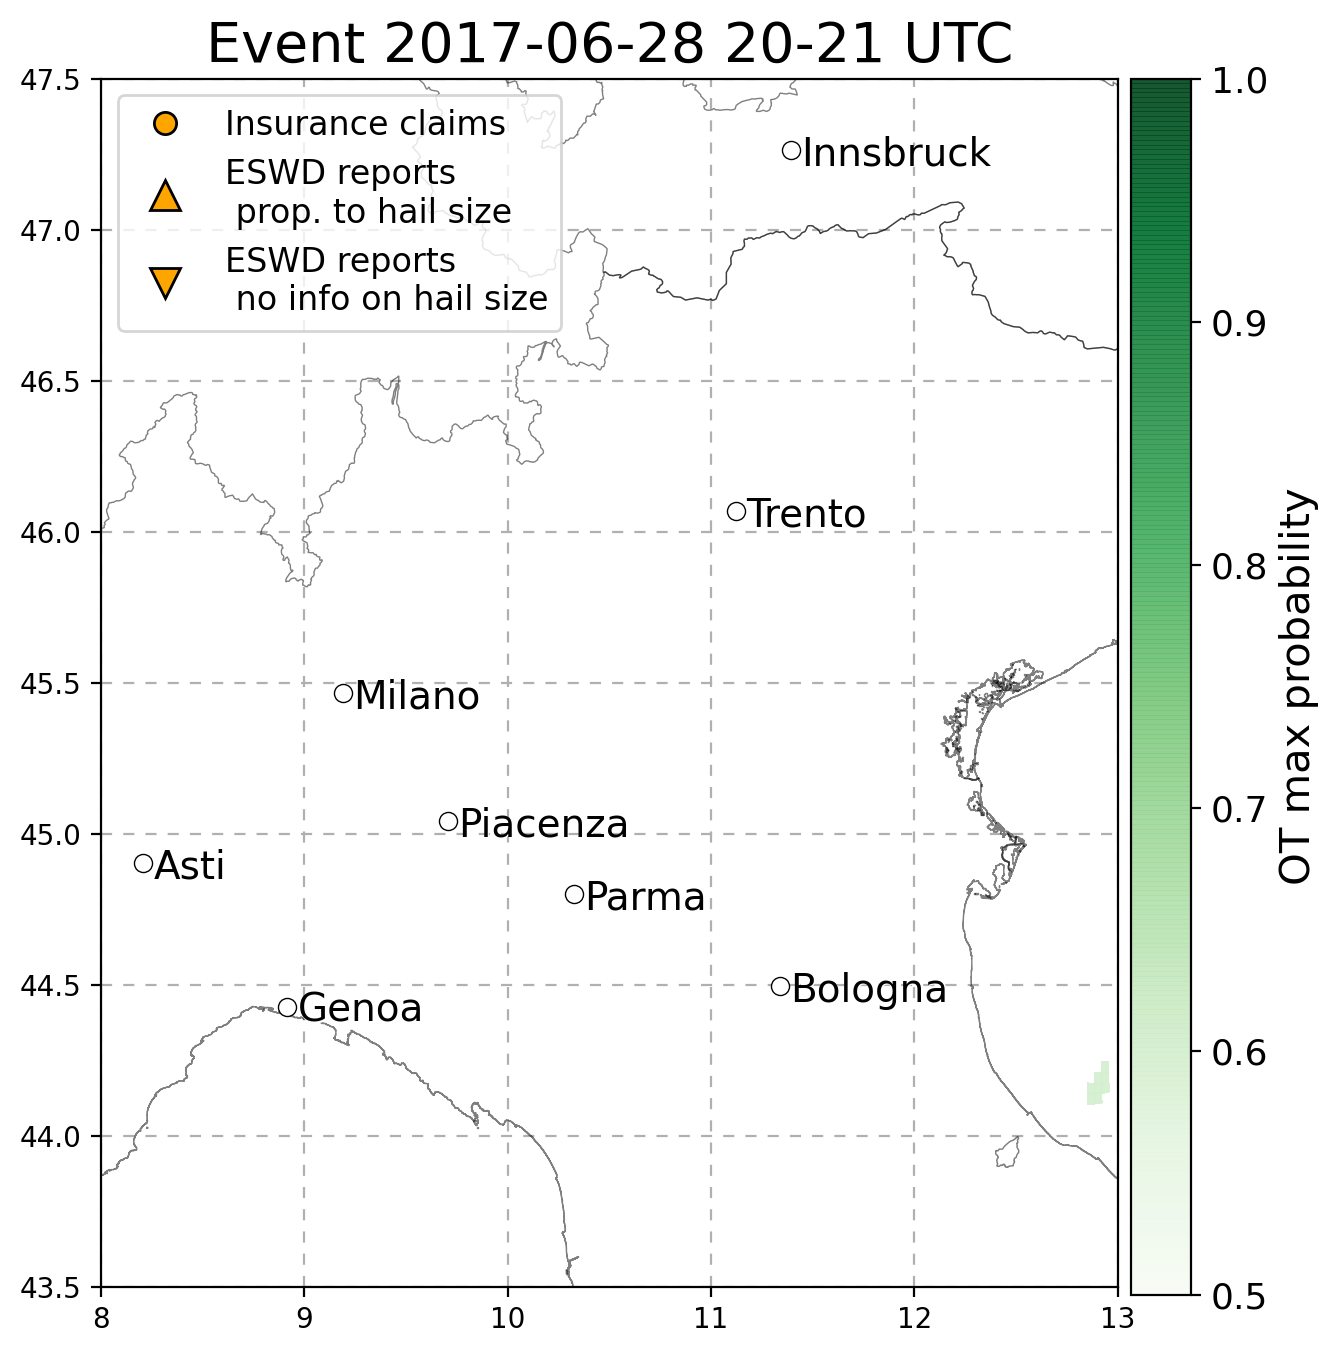 Event 2017-06-28 20-21 UTC
47.5
47.0
46.5
46.0
45.5
45.0
44.5
44.0
43.5
8
9
10
11
12
13
Insurance claims
ESWD reports
prop. to hail size
ESWD reports
no info on hail size
Innsbruck
Trento
Milano
Piacenza
Asti
Parma
Bologna
Genoa
1.0
0.9
0.8
0.7
0.6
0.5
OT max probability